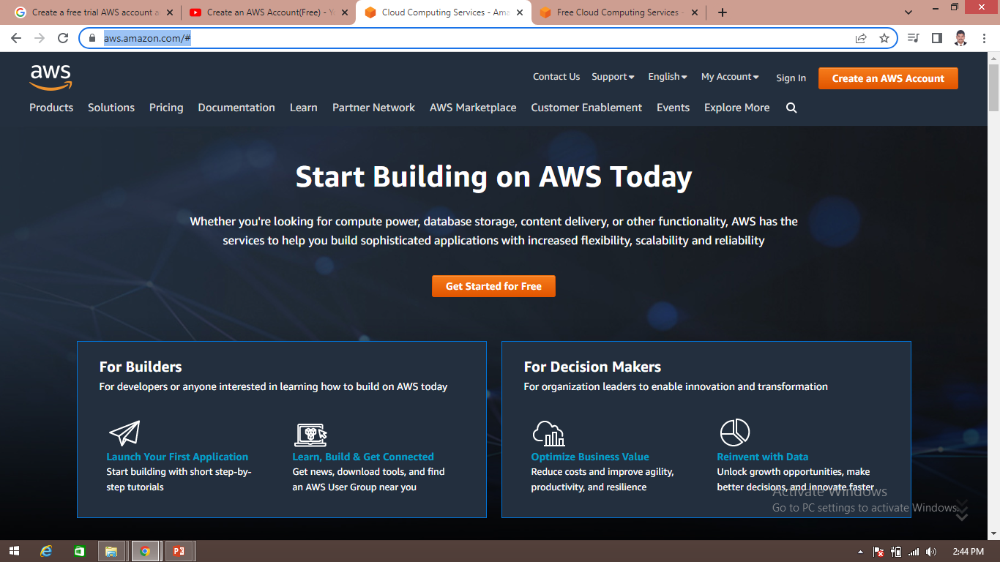 Create a free trial AWS account a
Create an AWS Account(Free) - Y
Cloud Computing Services - Ama
Free Cloud Computing Services -
aws.amazon.com/#
aws
Contact Us Support English My Account Sign In Create an AWS Account
Products Solutions Pricing Documentation Learn Partner Network AWS Marketplace Customer Enablement Events Explore More
Start Building on AWS Today
Whether you're looking for compute power, database storage, content delivery, or other functionality, AWS has the
services to help you build sophisticated applications with increased flexibility, scalability and reliability
Get Started for Free
For Builders
For developers or anyone interested in learning how to build on AWS today
Launch Your First Application
Start building with short step-by-
step tutorials
Learn, Build & Get Connected
Get news, download tools, and find
an AWS User Group near you
For Decision Makers
For organization leaders to enable innovation and transformation
Optimize Business Value
Reduce costs and improve agility,
productivity, and resilience
Reinvent with Data
Unlock growth opportunities, make
better decisions, and innovate faster
Activate Windows
Go to PC settings to activate Windows.
2:44 PM